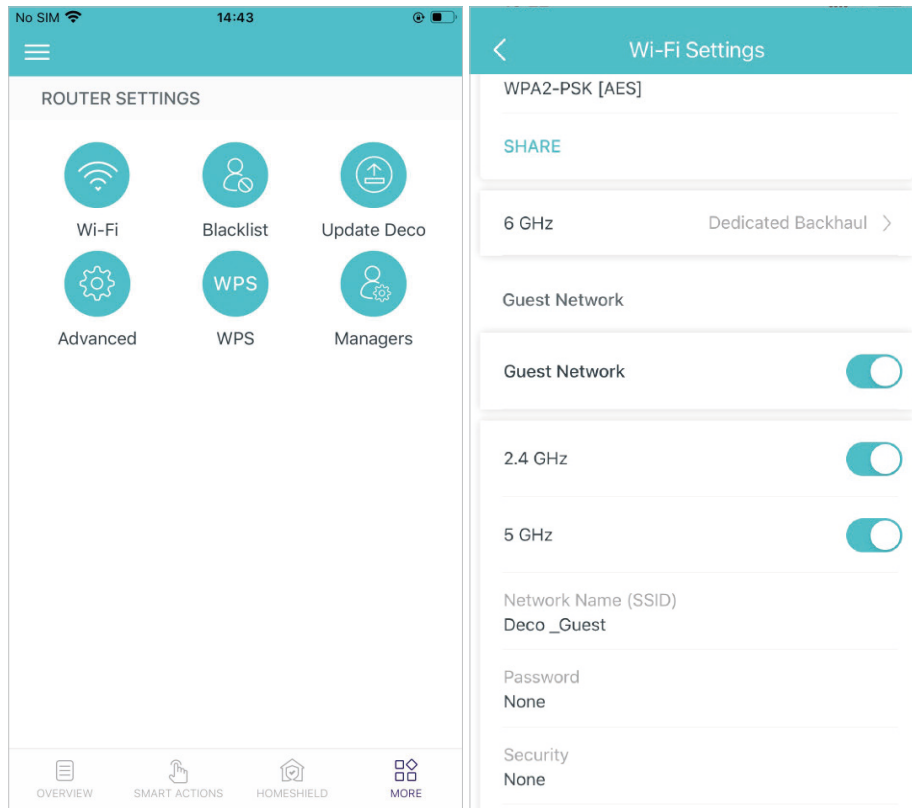 No SIM 14:43
ROUTER SETTINGS
Wi-Fi Blacklist Update Deco
WPS
Advanced WPS Managers
OVERVIEW SMART ACTIONS HOMESHIELD MORE
Wi-Fi Settings
WPA2-PSK [AES]
SHARE
6 GHz Dedicated Backhaul
Guest Network
Guest Network
2.4 GHz
5 GHz
Network Name (SSID)
Deco _Guest
Password
None
Security
None